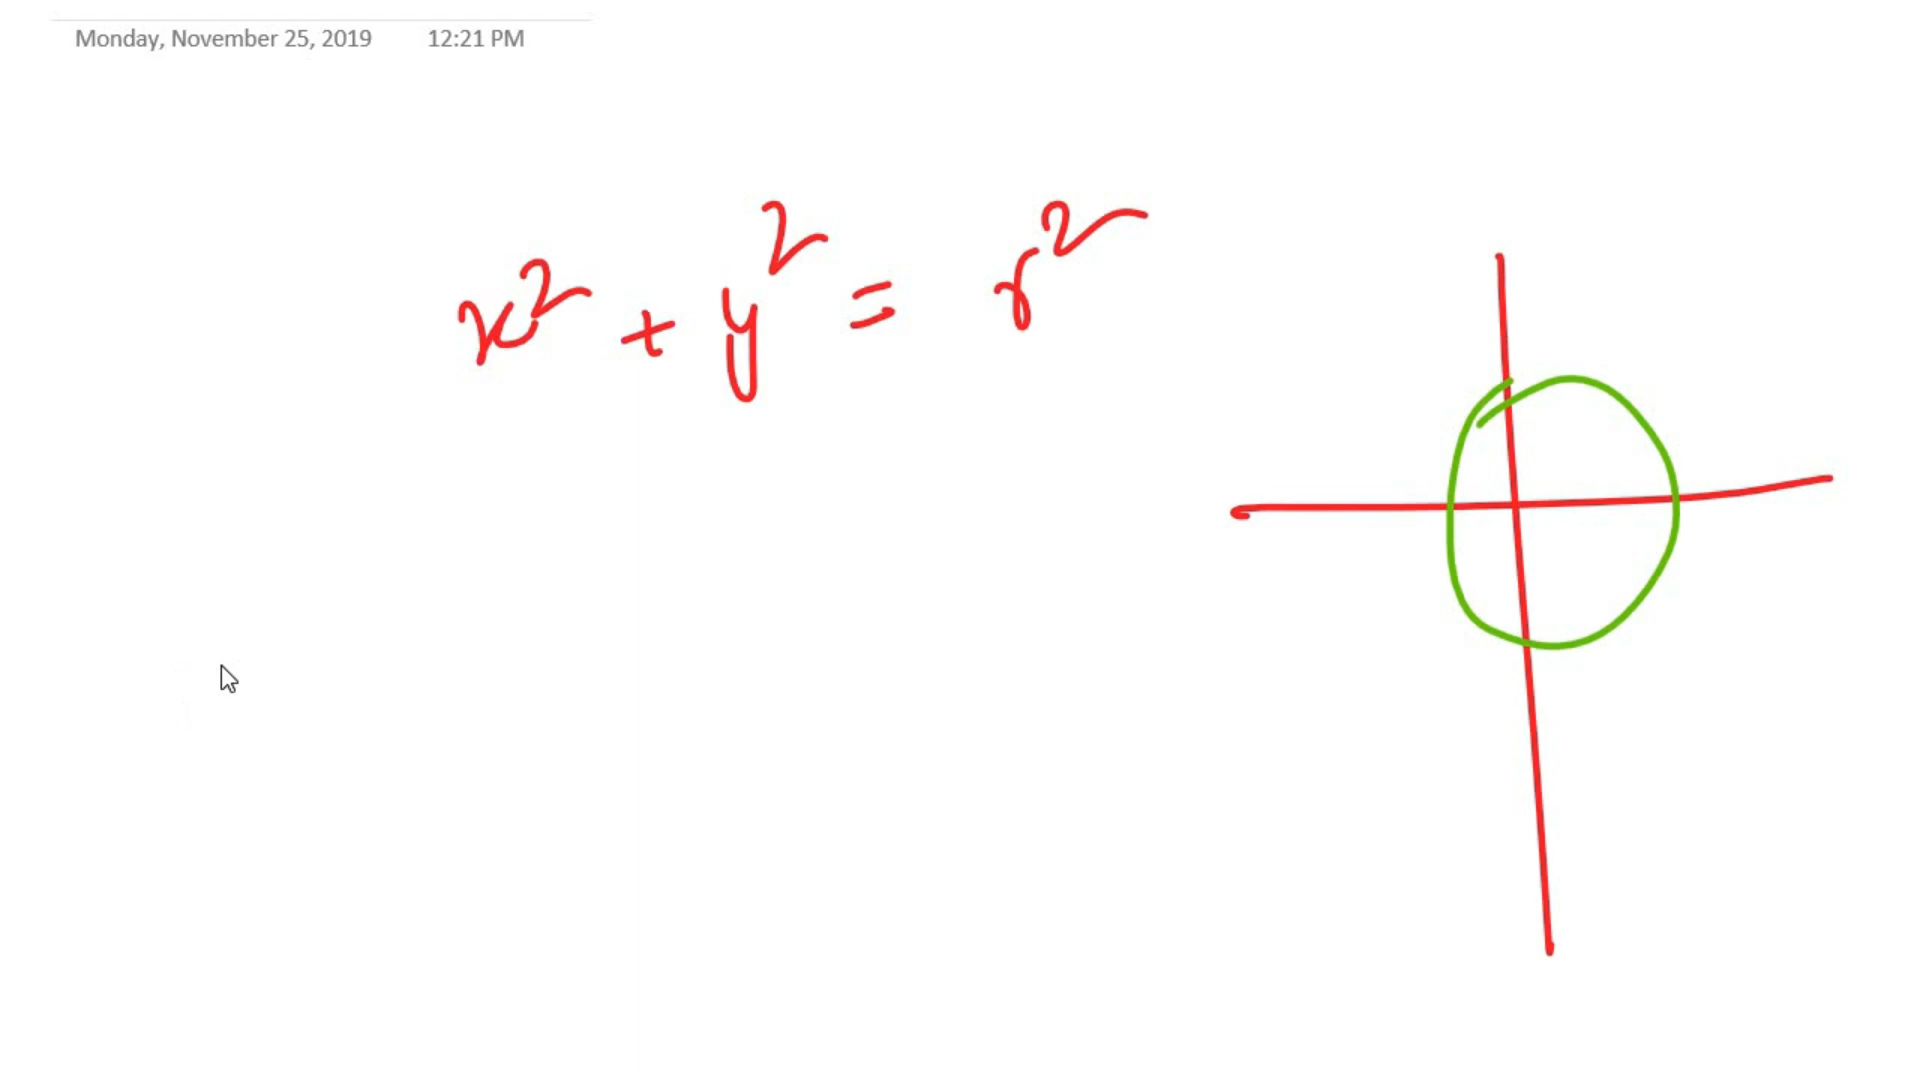 Monday, November 25, 2019 12:21 PM
x² + y² = r²